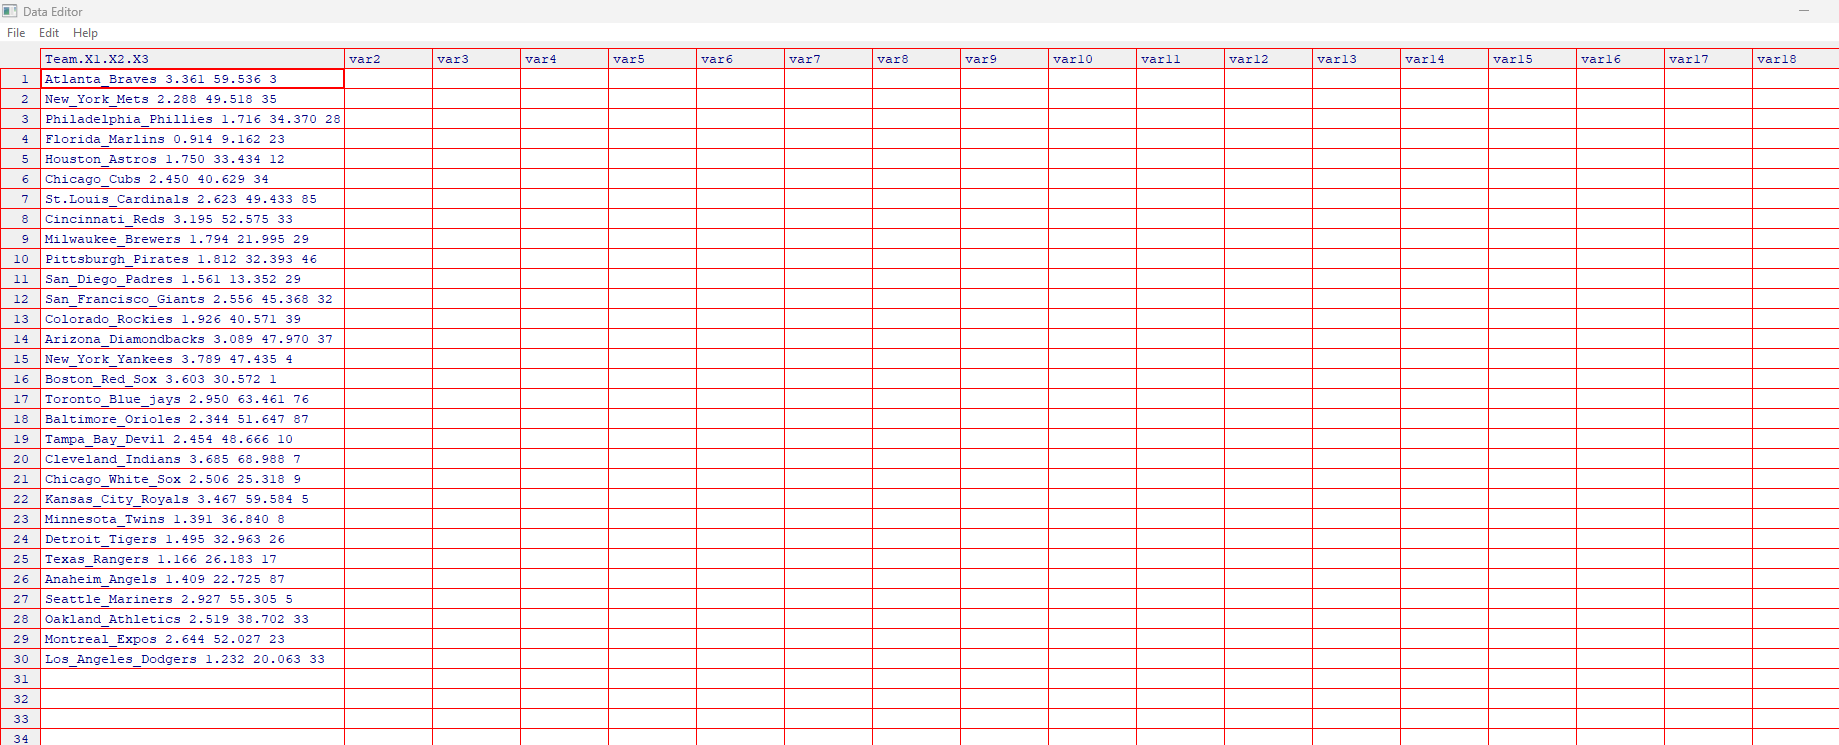 Data Editor
File Edit Help
Team.X1.X2.X3 var2 var3 var4 var5 var6 var7 var8 var9 var10 var11 var12 var13 var14 var15 var16 var17 var18
1 Atlanta_Braves 3.361 59.536 3
2 New_York_Mets 2.288 49.518 35
3 Philadelphia_Phillies 1.716 34.370 28
4 Florida_Marlins 0.914 9.162 23
5 Houston_Astros 1.750 33.434 12
6 Chicago_Cubs 2.450 40.629 34
7 St.Louis_Cardinals 2.623 49.433 85
8 Cincinnati_Reds 3.195 52.575 33
9 Milwaukee_Brewers 1.794 21.995 29
10 Pittsburgh_Pirates 1.812 32.393 46
11 San_Diego_Padres 1.561 13.352 29
12 San_Francisco_Giants 2.556 45.368 32
13 Colorado_Rockies 1.926 40.571 39
14 Arizona_Diamondbacks 3.089 47.970 37
15 New_York_Yankees 3.789 47.435 4
16 Boston_Red_Sox 3.603 30.572 1
17 Toronto_Blue_jays 2.950 63.461 76
18 Baltimore_Orioles 2.344 51.647 87
19 Tampa_Bay_Devil 2.454 48.666 10
20 Cleveland_Indians 3.685 68.988 7
21 Chicago_White_Sox 2.506 25.318 9
22 Kansas_City_Royals 3.467 59.584 5
23 Minnesota_Twins 1.391 36.840 8
24 Detroit_Tigers 1.495 32.963 26
25 Texas_Rangers 1.166 26.183 17
26 Anaheim_Angels 1.409 22.725 87
27 Seattle_Mariners 2.927 55.305 5
28 Oakland_Athletics 2.519 38.702 33
29 Montreal_Expos 2.644 52.027 23
30 Los_Angeles_Dodgers 1.232 20.063 33
31
32
33
34